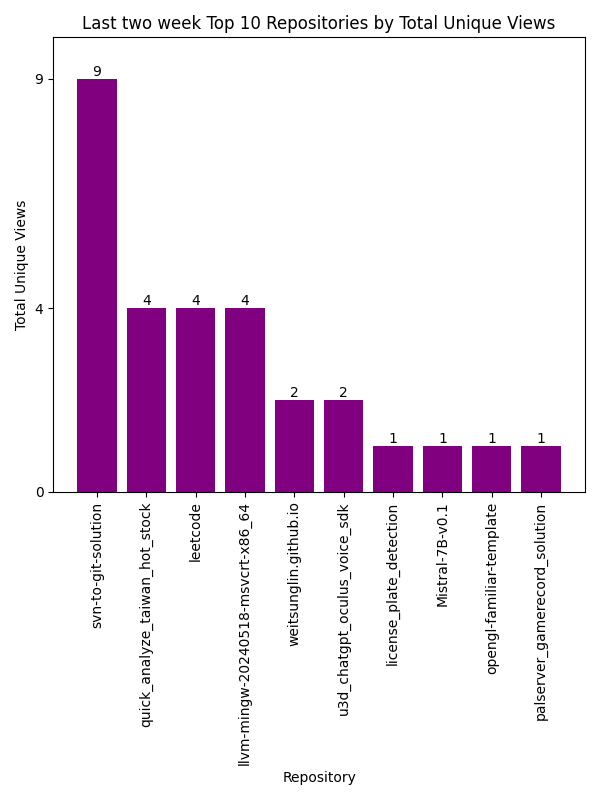 Last two week Top 10 Repositories by Total Unique Views
Total Unique Views
9
4
0
9
4
4
4
2
2
1
1
1
1
svn-to-git-solution
quick_analyze_taiwan_hot_stock
leetcode
llvm-mingw-20240518-msvcrt-x86_64
weitsunglin.github.io
u3d_chatgpt_oculus_voice_sdk
license_plate_detection
Mistral-7B-v0.1
opengl-familiar-template
palserver_gamerecord_solution
Repository